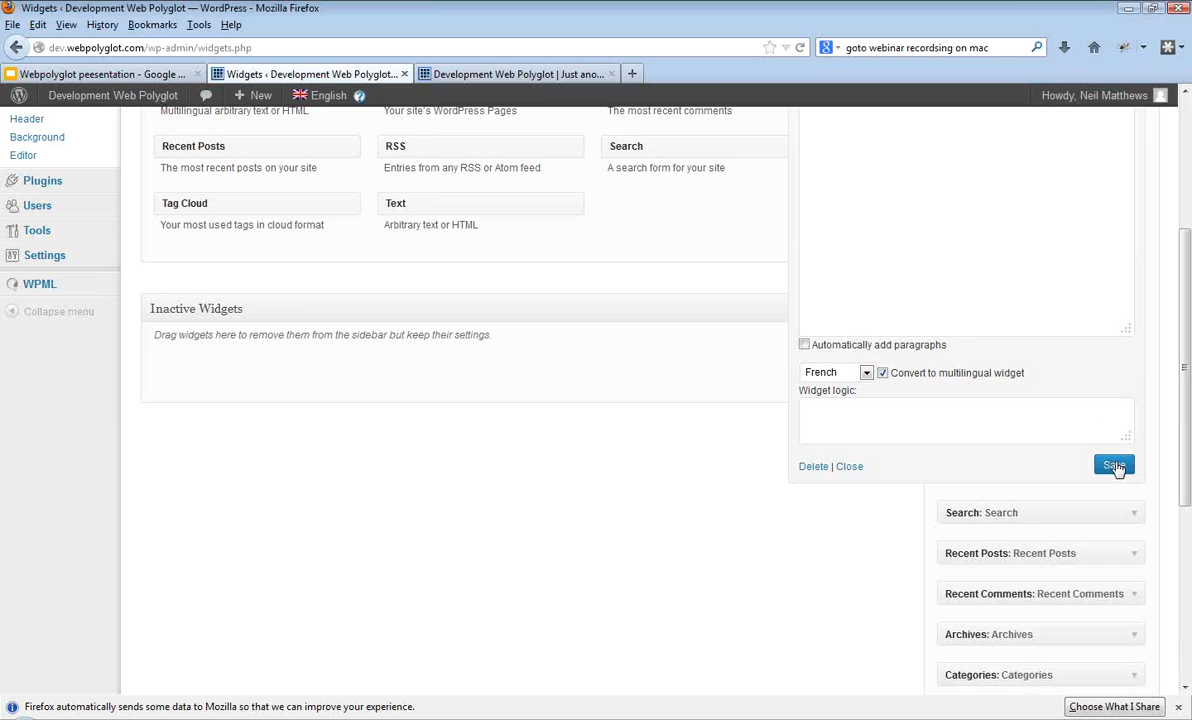 Widgets ‹ Development Web Polyglot — WordPress - Mozilla Firefox
File Edit View History Bookmarks Tools Help
dev.webpolyglot.com/wp-admin/widgets.php
goto webinar recordsing on mac
Webpolyglot peesentation - Google ... × Widgets ‹ Development Web Polyglot... × Development Web Polyglot | Just ano... × +
Development Web Polyglot + New English ? Howdy, Neil Matthews
Header
Background
Editor
Plugins
Users
Tools
Settings
WPML
Collapse menu
Multilingual arbitrary text or HTML Your site's WordPress Pages The most recent comments
Recent Posts RSS Search
The most recent posts on your site Entries from any RSS or Atom feed A search form for your site
Tag Cloud Text
Your most used tags in cloud format Arbitrary text or HTML
Inactive Widgets
Drag widgets here to remove them from the sidebar but keep their settings.
Automatically add paragraphs
French Convert to multilingual widget
Widget logic:
Delete | Close Save
Search: Search
Recent Posts: Recent Posts
Recent Comments: Recent Comments
Archives: Archives
Categories: Categories
Firefox automatically sends some data to Mozilla so that we can improve your experience. Choose What I Share ×